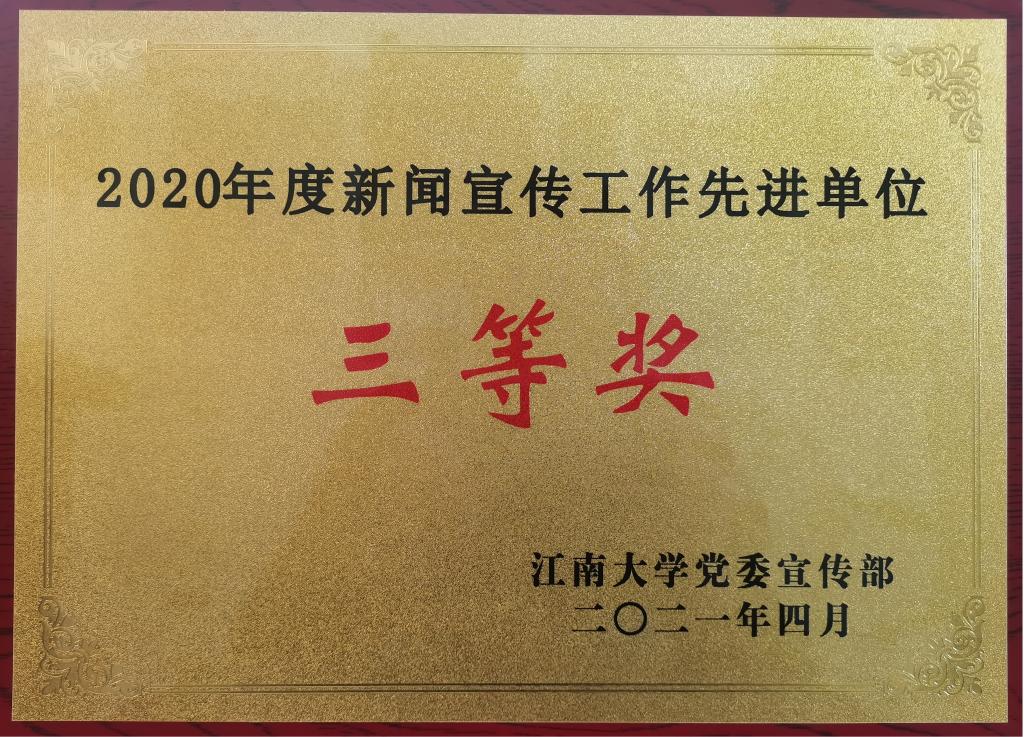 2020年度新闻宣传工作先进单位
三等奖
江南大学党委宣传部
二〇二一年四月